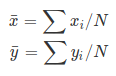 x̄ = ∑ xᵢ/N
ȳ = ∑ yᵢ/N